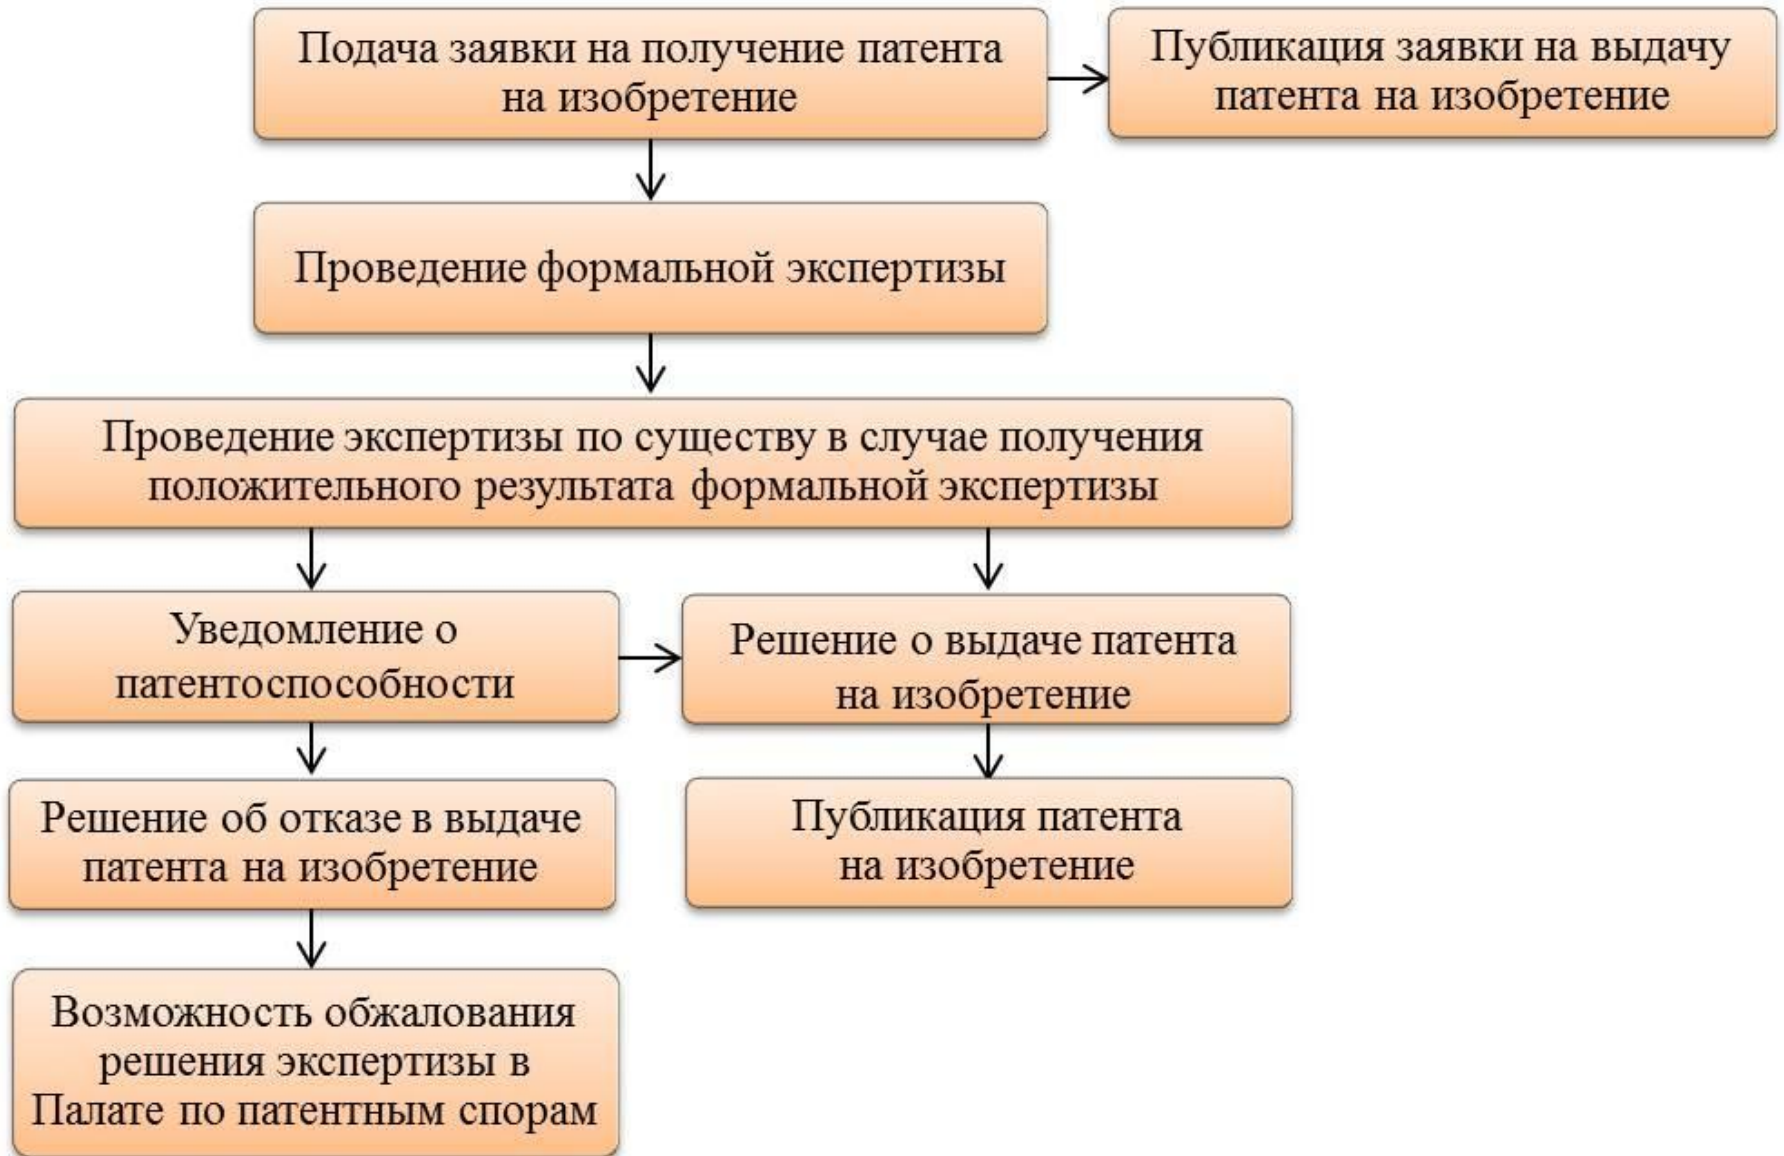 Подача заявки на получение патента
на изобретение
Публикация заявки на выдачу
патента на изобретение
Проведение формальной экспертизы
Проведение экспертизы по существу в случае получения
положительного результата формальной экспертизы
Уведомление о
патентоспособности
Решение о выдаче патента
на изобретение
Решение об отказе в выдаче
патента на изобретение
Публикация патента
на изобретение
Возможность обжалования
решения экспертизы в
Палате по патентным спорам